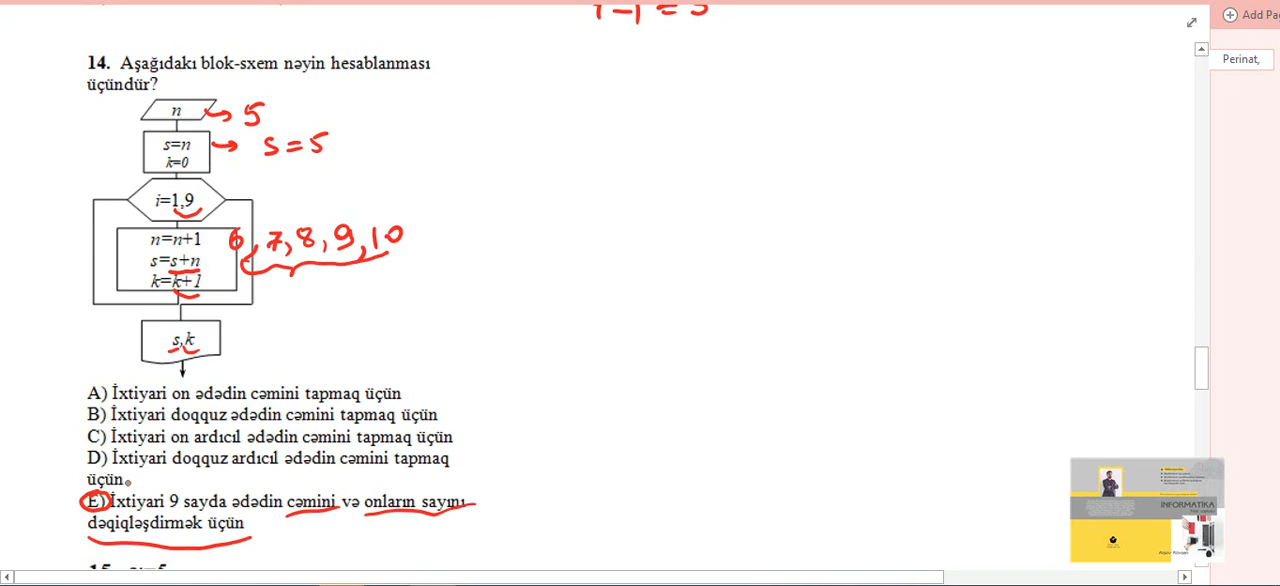 Add Pa
Perinat,
14. Aşağıdakı blok-sxem nəyin hesablanması
üçündür?
n
5
s=n
k=0
s=5
i=1,9
n=n+1
6, 7, 8, 9, 10
s=s+n
k=k+1
s,k
A) İxtiyari on ədədin cəmini tapmaq üçün
B) İxtiyari doqquz ədədin cəmini tapmaq üçün
C) İxtiyari on ardıcıl ədədin cəmini tapmaq üçün
D) İxtiyari doqquz ardıcıl ədədin cəmini tapmaq
üçün
E) İxtiyari 9 sayda ədədin cəmini və onların sayını
dəqiqləşdirmək üçün
İNFORMATİKA